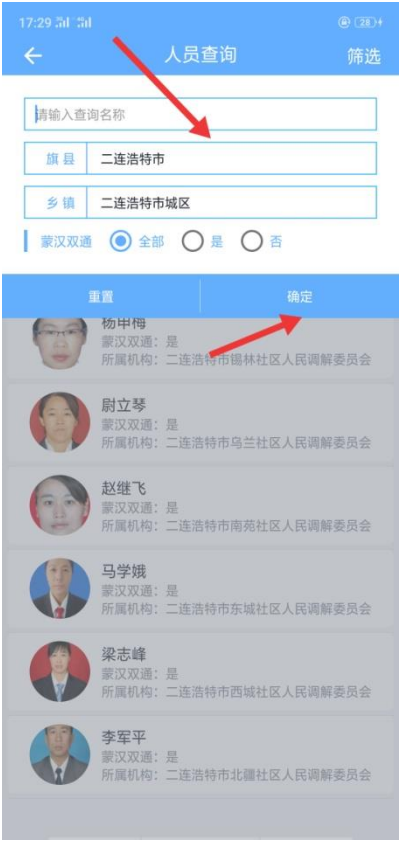 17:29
28
人员查询
筛选
请输入查询名称
旗县 二连浩特市
乡镇 二连浩特市城区
蒙汉双通 全部 是 否
重置 确定
杨申梅
蒙汉双通：是
所属机构：二连浩特市锡林社区人民调解委员会
尉立琴
蒙汉双通：是
所属机构：二连浩特市乌兰社区人民调解委员会
赵继飞
蒙汉双通：是
所属机构：二连浩特市南苑社区人民调解委员会
马学娥
蒙汉双通：是
所属机构：二连浩特市东城社区人民调解委员会
梁志峰
蒙汉双通：是
所属机构：二连浩特市西城社区人民调解委员会
李军平
蒙汉双通：是
所属机构：二连浩特市北疆社区人民调解委员会